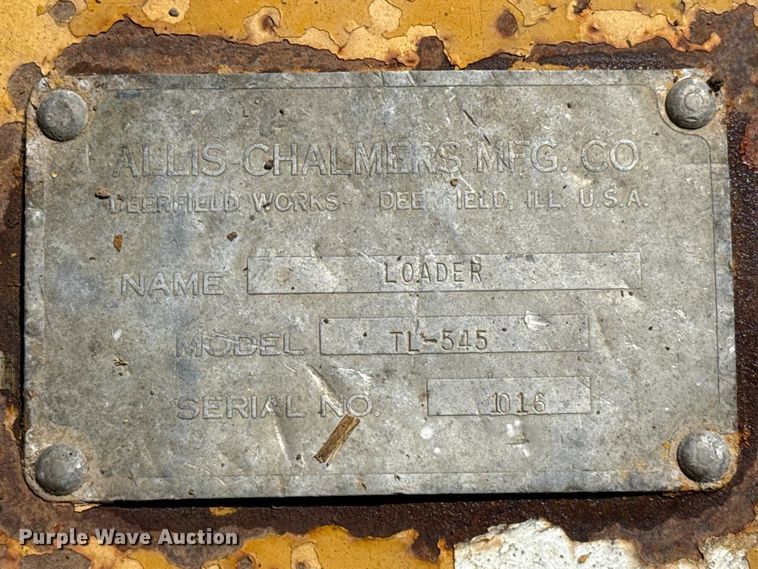 ALLIS-CHALMERS MFG. CO.
DEERFIELD WORKS - DEERFIELD, ILL. U.S.A.
NAME LOADER
MODEL TL-545
SERIAL NO. 1016
Purple Wave Auction